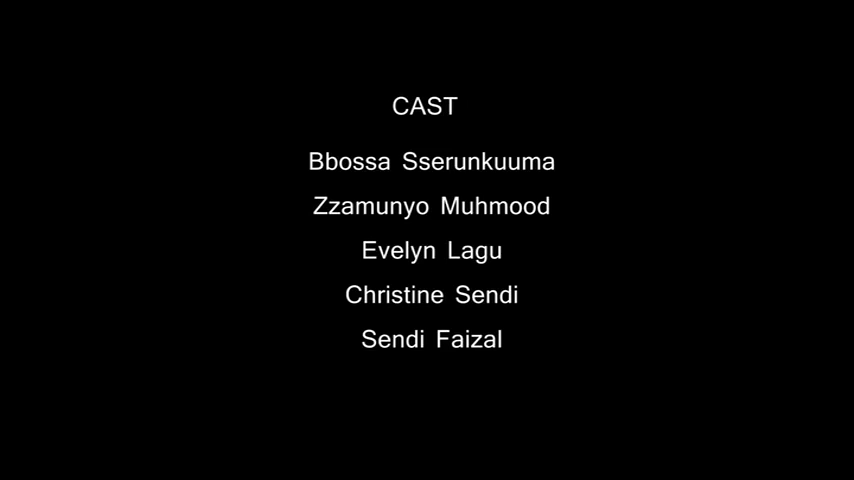 CAST
Bbossa Sserunkuuma
Zzamunyo Muhmood
Evelyn Lagu
Christine Sendi
Sendi Faizal